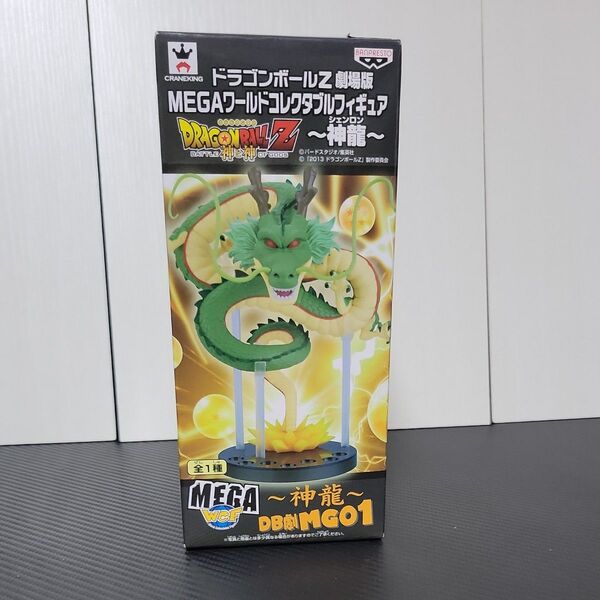 CRANEKING
BANPRESTO
ドラゴンボールZ 劇場版
MEGAワールドコレクタブルフィギュア
シェンロン
～神龍～
DRAGONBALL Z
BATTLE 神と神 OF GODS
©バードスタジオ/集英社
©「2013 ドラゴンボールZ」製作委員会
全1種
MEGA
WCF
～神龍～
DB劇MG01